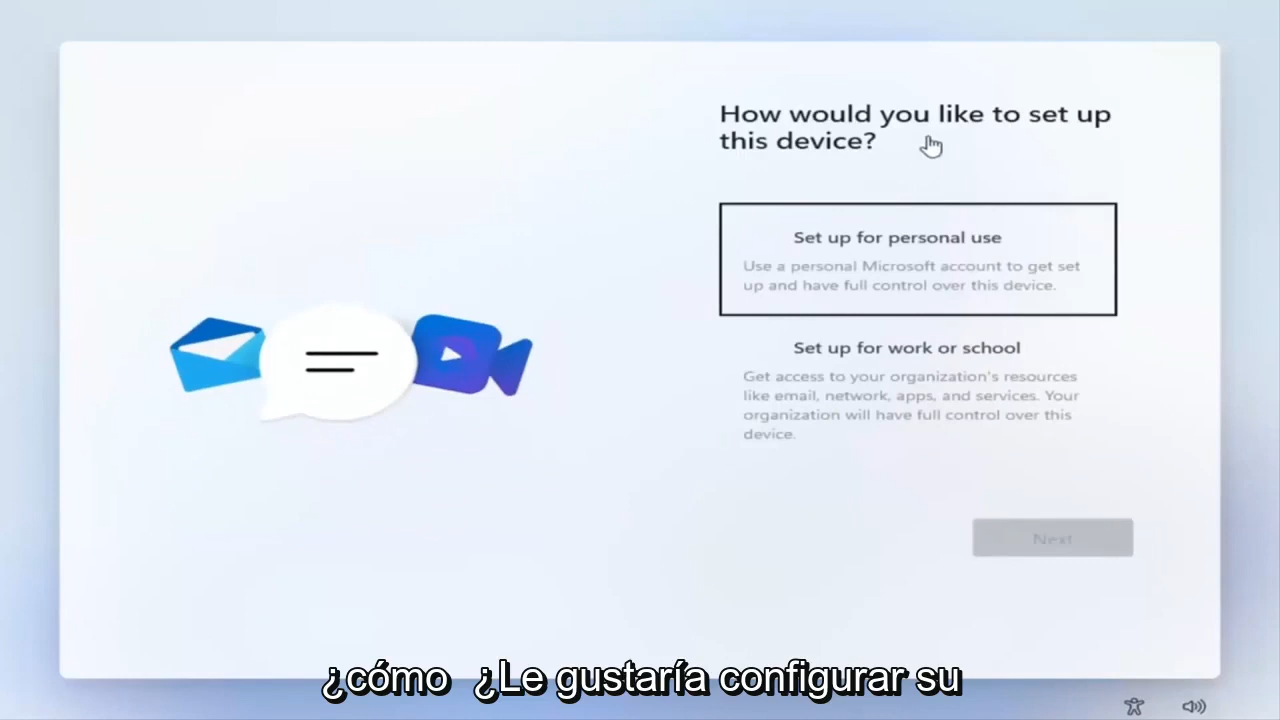 How would you like to set up
this device?
Set up for personal use
Use a personal Microsoft account to get set
up and have full control over this device.
Set up for work or school
Get access to your organization's resources
like email, network, apps, and services. Your
organization will have full control over this
device.
Next
¿cómo ¿Le gustaría configurar su